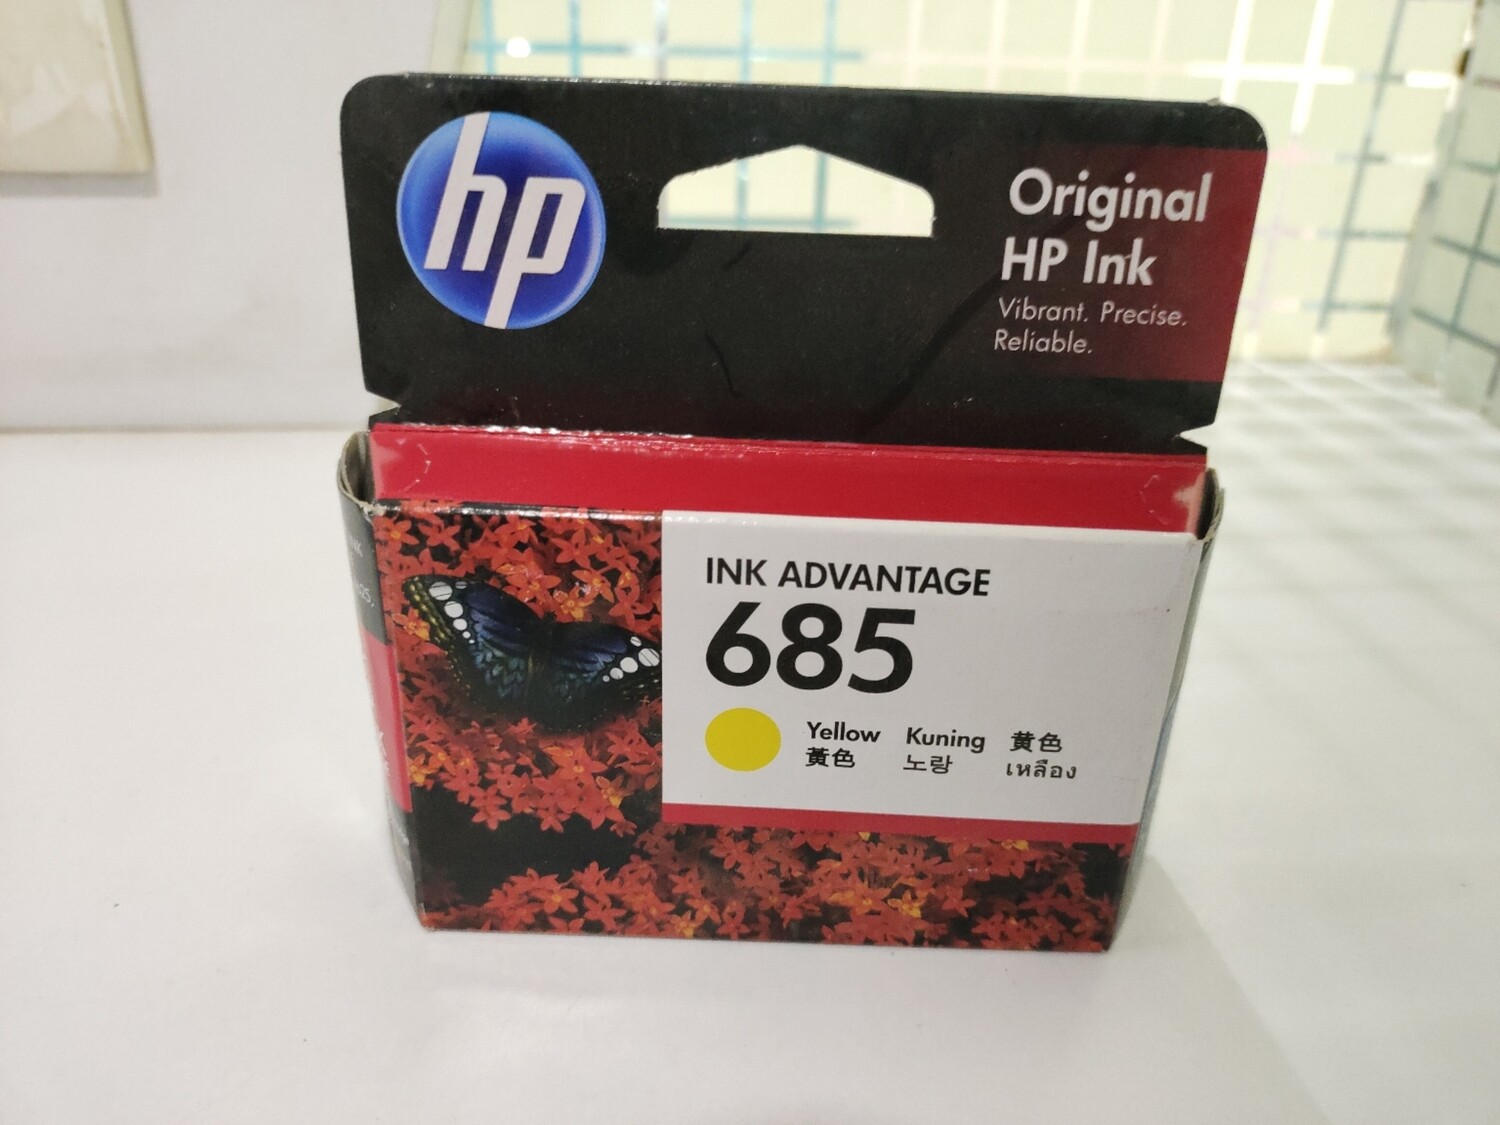 hp
Original
HP Ink
Vibrant. Precise.
Reliable.
INK ADVANTAGE
685
Yellow Kuning 黄色
黃色 노랑 เหลือง